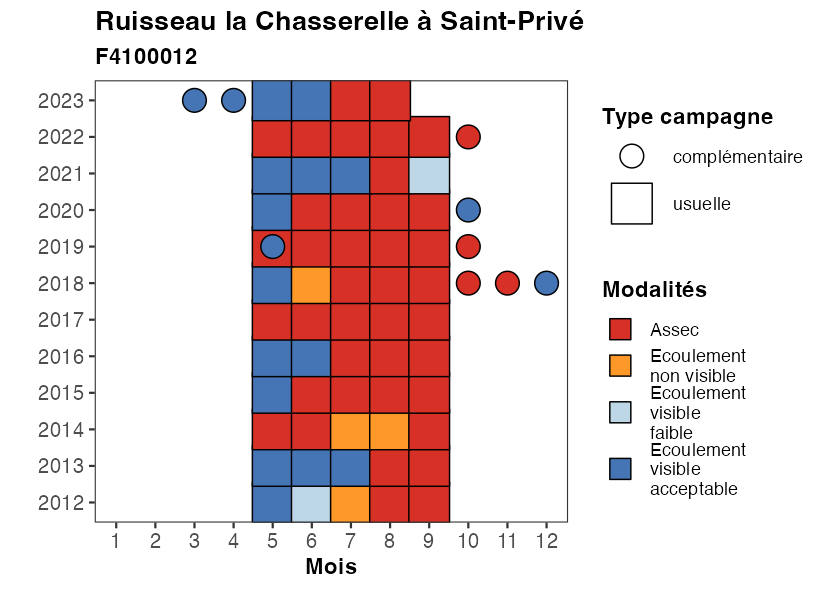 Ruisseau la Chasserelle à Saint-Privé
F4100012
2023
2022
2021
2020
2019
2018
2017
2016
2015
2014
2013
2012
1 2 3 4 5 6 7 8 9 10 11 12
Mois
Type campagne
complémentaire
usuelle
Modalités
Assec
Ecoulement
non visible
Ecoulement
visible
faible
Ecoulement
visible
acceptable